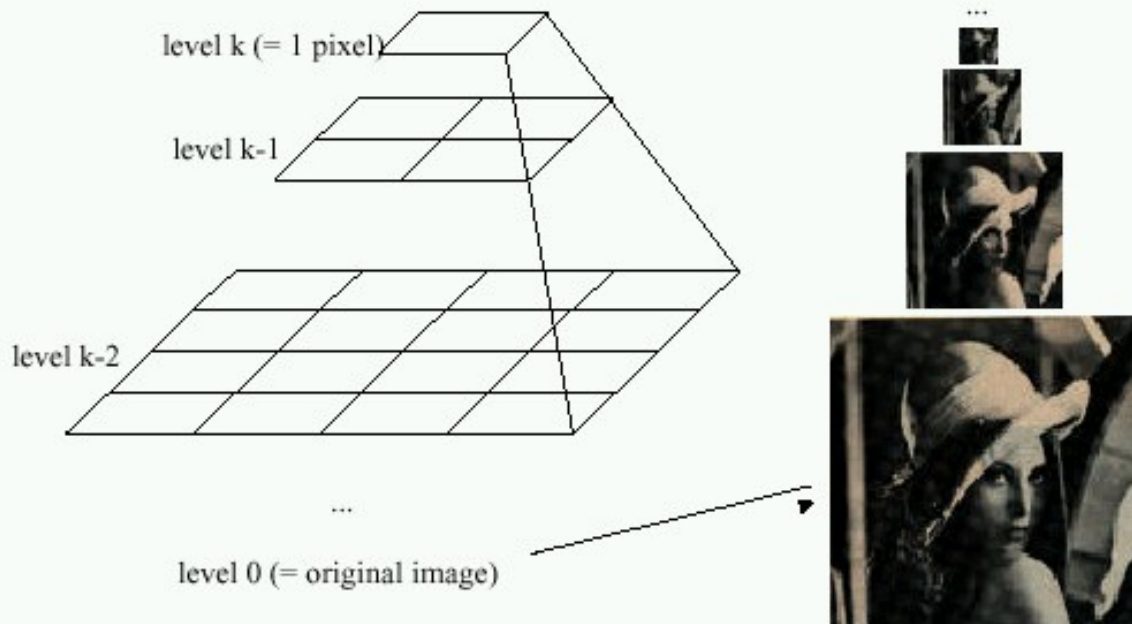 level k (= 1 pixel)
level k-1
level k-2
...
level 0 (= original image)
...